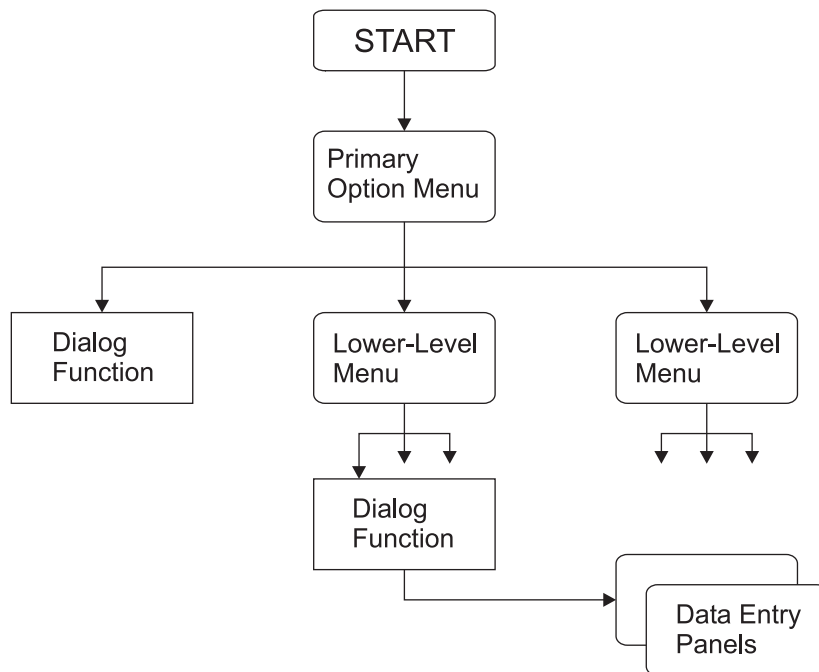 START
Primary
Option Menu
Dialog
Function
Lower-Level
Menu
Lower-Level
Menu
Dialog
Function
Data Entry
Panels